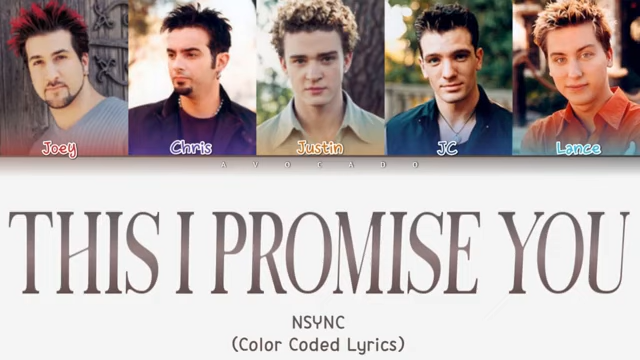 Joey Chris Justin JC Lance
AVOCADO
THIS I PROMISE YOU
NSYNC
(Color Coded Lyrics)